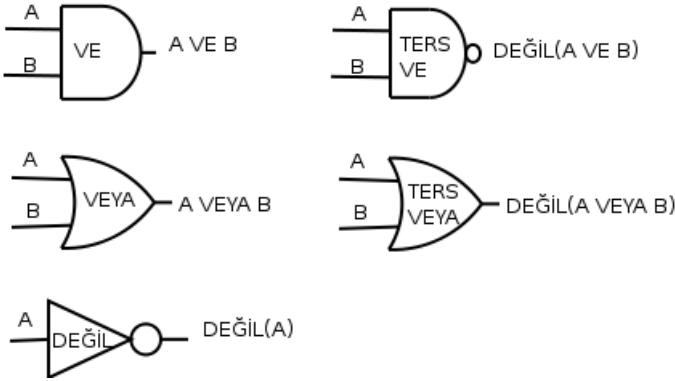 A
B
VE
A VE B
A
B
TERS
VE
DEĞİL(A VE B)
A
B
VEYA
A VEYA B
A
B
TERS
VEYA
DEĞİL(A VEYA B)
A
DEĞİL
DEĞİL(A)